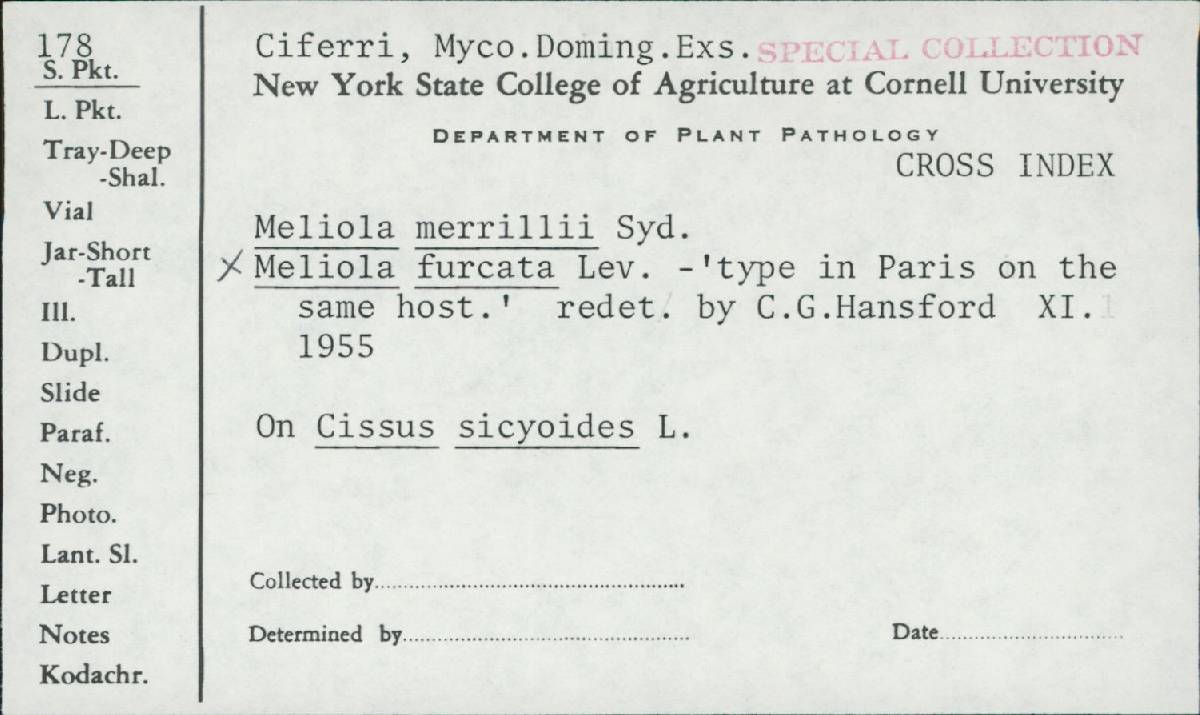 178
S. Pkt.
L. Pkt.
Tray-Deep
-Shal.
Vial
Jar-Short
-Tall
Ill.
Dupl.
Slide
Paraf.
Neg.
Photo.
Lant. Sl.
Letter
Notes
Kodachr.
Ciferri, Myco.Doming.Exs. SPECIAL COLLECTION
New York State College of Agriculture at Cornell University
DEPARTMENT OF PLANT PATHOLOGY
CROSS INDEX
Meliola merrillii Syd.
X Meliola furcata Lev. -'type in Paris on the
same host.' redet. by C.G.Hansford XI.
1955
On Cissus sicyoides L.
Collected by
Determined by
Date